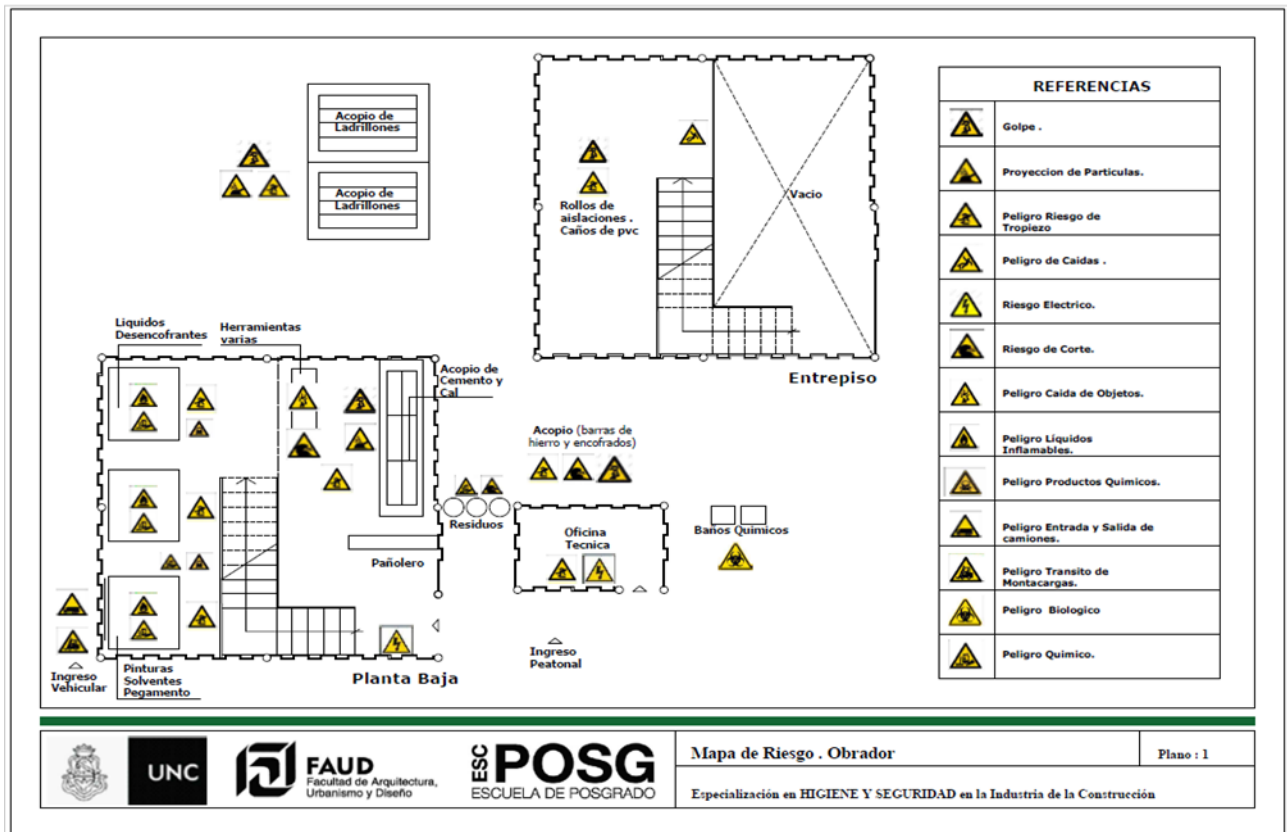 Acopio de
Ladrillones
Acopio de
Ladrillones
Rollos de
aislaciones .
Caños de pvc
Vacio
Entrepiso
Liquidos
Desencofrantes
Herramientas
varias
Acopio de
Cemento y
Cal
Acopio (barras de
hierro y encofrados)
Residuos
Oficina
Tecnica
Baños Quimicos
Pañolero
Ingreso
Vehicular
Pinturas
Solventes
Pegamento
Planta Baja
Ingreso
Peatonal
REFERENCIAS
Golpe .
Proyeccion de Particulas.
Peligro Riesgo de
Tropiezo
Peligro de Caidas .
Riesgo Electrico.
Riesgo de Corte.
Peligro Caida de Objetos.
Peligro Liquidos
Inflamables.
Peligro Productos Quimicos.
Peligro Entrada y Salida de
camiones.
Peligro Transito de
Montacargas.
Peligro Biologico
Peligro Quimico.
UNC
FAUD
Facultad de Arquitectura,
Urbanismo y Diseño
ESC POSG
ESCUELA DE POSGRADO
Mapa de Riesgo . Obrador
Plano : 1
Especialización en HIGIENE Y SEGURIDAD en la Industria de la Construcción